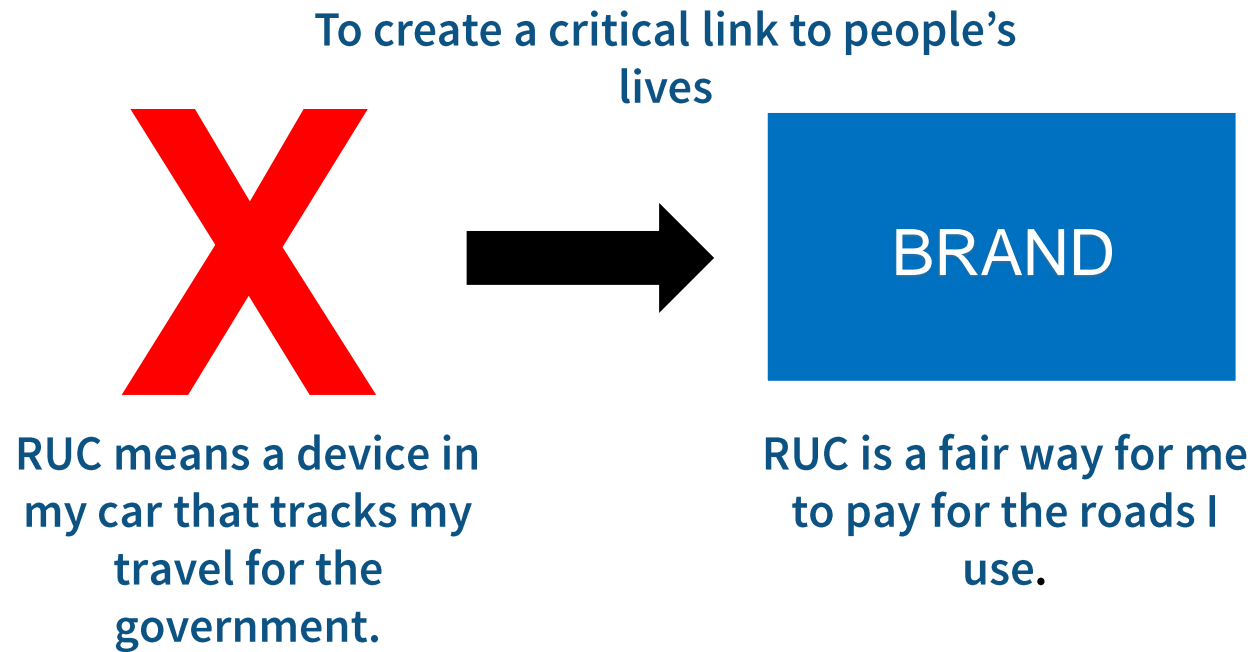 To create a critical link to people’s
lives
BRAND
RUC means a device in
my car that tracks my
travel for the
government.
RUC is a fair way for me
to pay for the roads I
use.